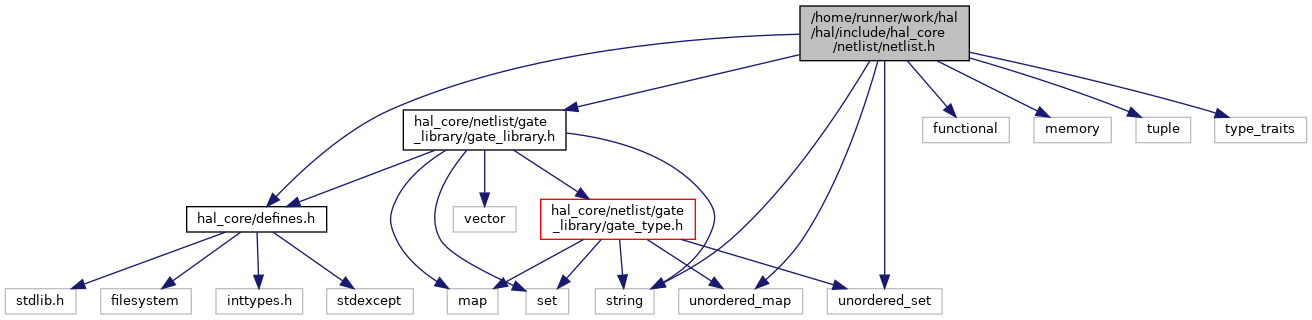 /home/runner/work/hal
/hal/include/hal_core
/netlist/netlist.h
hal_core/netlist/gate
_library/gate_library.h
functional
memory
tuple
type_traits
hal_core/defines.h
vector
hal_core/netlist/gate
_library/gate_type.h
stdlib.h
filesystem
inttypes.h
stdexcept
map
set
string
unordered_map
unordered_set